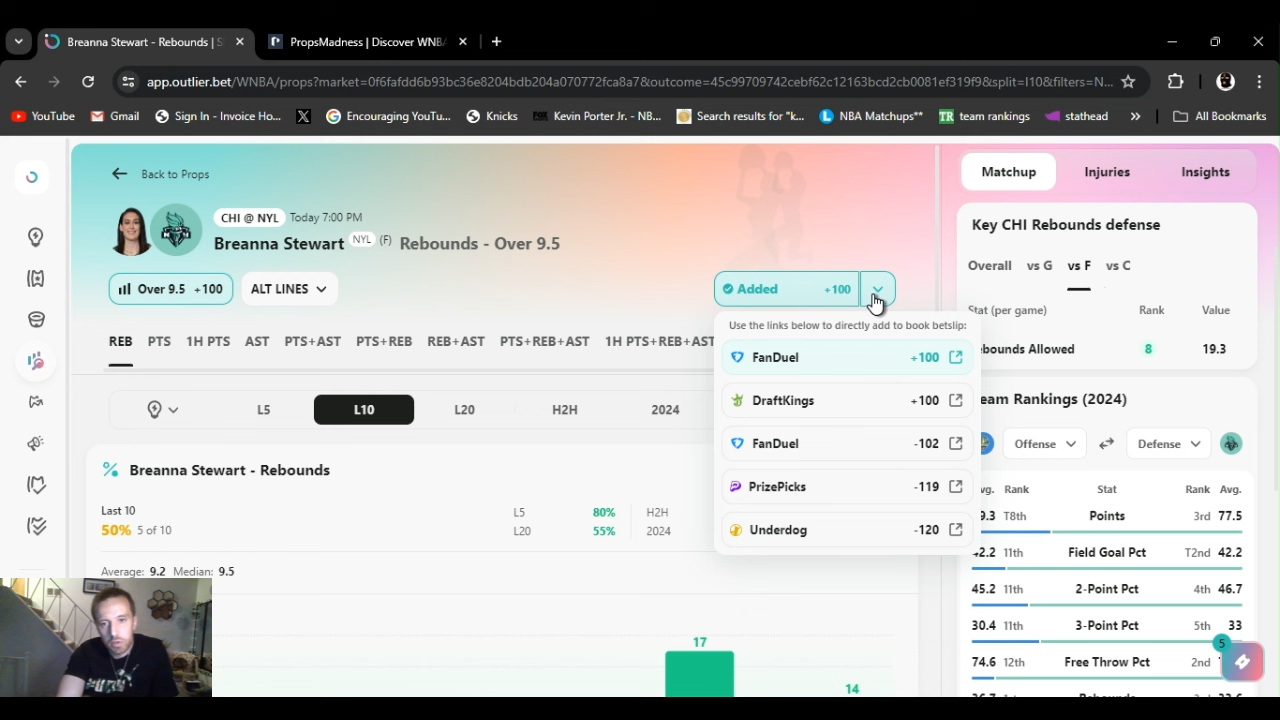 Breanna Stewart - Rebounds | S
PropsMadness | Discover WNB
app.outlier.bet/WNBA/props?market=0f6fafdd6b93bc36e8204bdb204a070772fca8a7&outcome=45c99709742cebf62c12163bcd2cb0081ef319f9&split=l10&filters=N...
YouTube
Gmail
Sign In - Invoice Ho...
Encouraging YouTu...
Knicks
Kevin Porter Jr. - NB...
Search results for "k...
NBA Matchups**
TR team rankings
stathead
All Bookmarks
Back to Props
CHI @ NYL Today 7:00 PM
Breanna Stewart NYL (F) Rebounds - Over 9.5
Over 9.5 +100
ALT LINES
Added +100
Use the links below to directly add to book betslip:
FanDuel +100
DraftKings +100
FanDuel -102
PrizePicks -119
Underdog -120
REB PTS 1H PTS AST PTS+AST PTS+REB REB+AST PTS+REB+AST 1H PTS+REB+AST
L5 L10 L20 H2H 2024
Breanna Stewart - Rebounds
Last 10
50% 5 of 10
L5 80% H2H
L20 55% 2024
Average: 9.2 Median: 9.5
17
14
Matchup Injuries Insights
Key CHI Rebounds defense
Overall vs G vs F vs C
Stat (per game) Rank Value
ebounds Allowed 8 19.3
eam Rankings (2024)
Offense Defense
vg. Rank Stat Rank Avg.
9.3 T8th Points 3rd 77.5
42.2 11th Field Goal Pct T2nd 42.2
45.2 11th 2-Point Pct 4th 46.7
30.4 11th 3-Point Pct 5th 33
74.6 12th Free Throw Pct 2nd
5